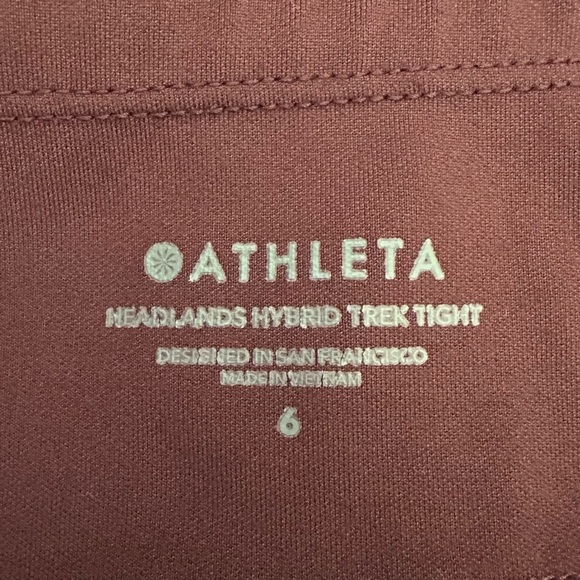 ATHLETA
HEADLANDS HYBRID TREK TIGHT
DESIGNED IN SAN FRANCISCO
MADE IN VIETNAM
6